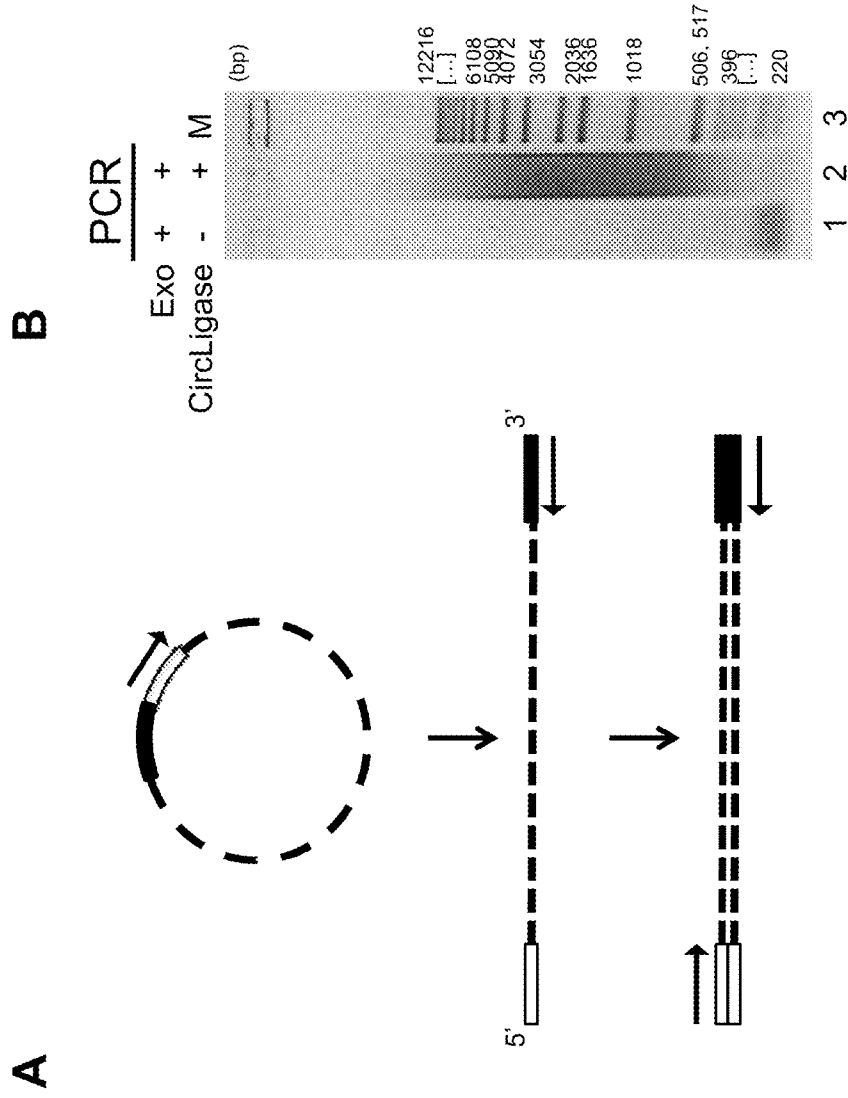 A
5'
3'
B
PCR
Exo + +
CircLigase - + M
(bp)
12216
[...]
6108
5090
4072
3054
2036
1636
1018
506, 517
396
[...]
220
1 2 3